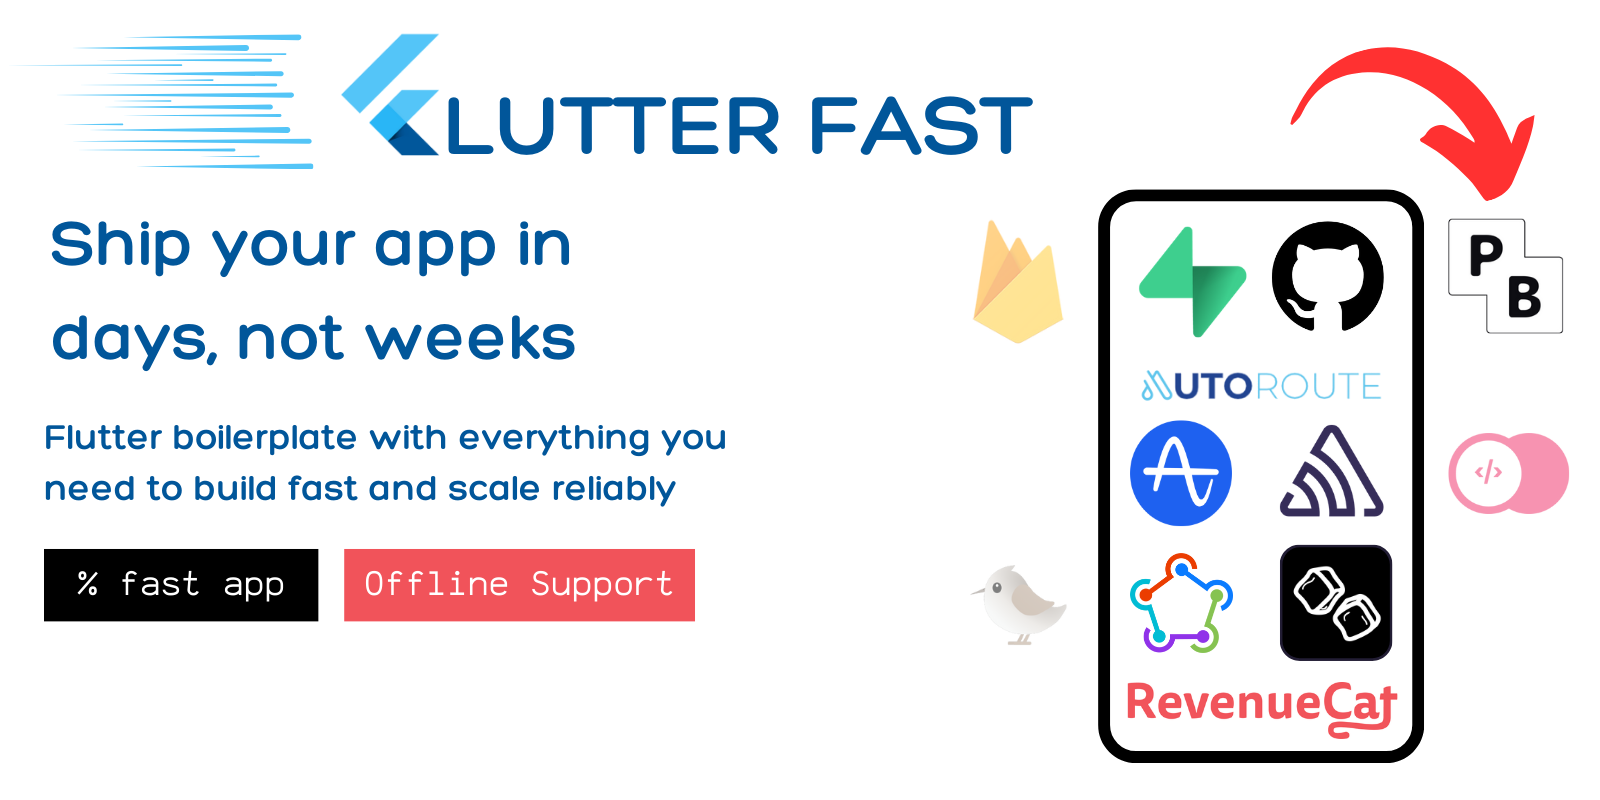 FLUTTER FAST
Ship your app in
days, not weeks
Flutter boilerplate with everything you
need to build fast and scale reliably
% fast app
Offline Support
P
B
AUTOROUTE
</>
RevenueCat